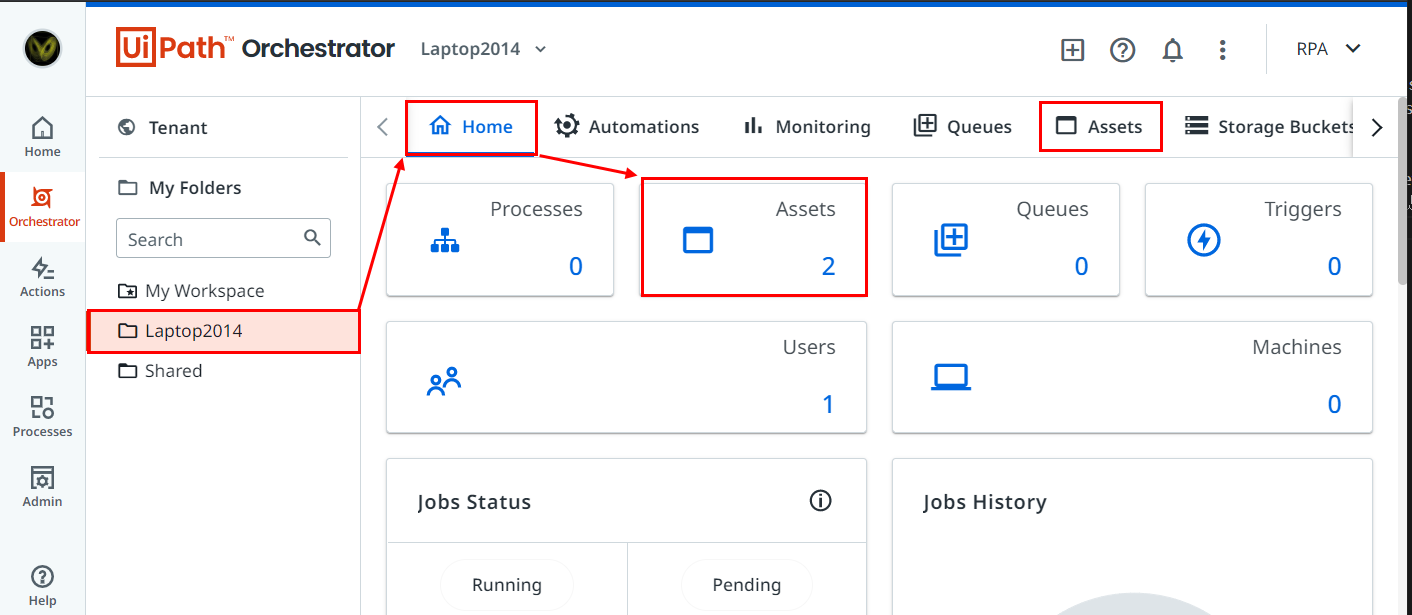 UiPath™ Orchestrator
Laptop2014
RPA
Home
Orchestrator
Actions
Apps
Processes
Admin
Help
Tenant
My Folders
Search
My Workspace
Laptop2014
Shared
Home
Automations
Monitoring
Queues
Assets
Storage Buckets
Processes
0
Assets
2
Queues
0
Triggers
0
Users
1
Machines
0
Jobs Status
Running
Pending
Jobs History